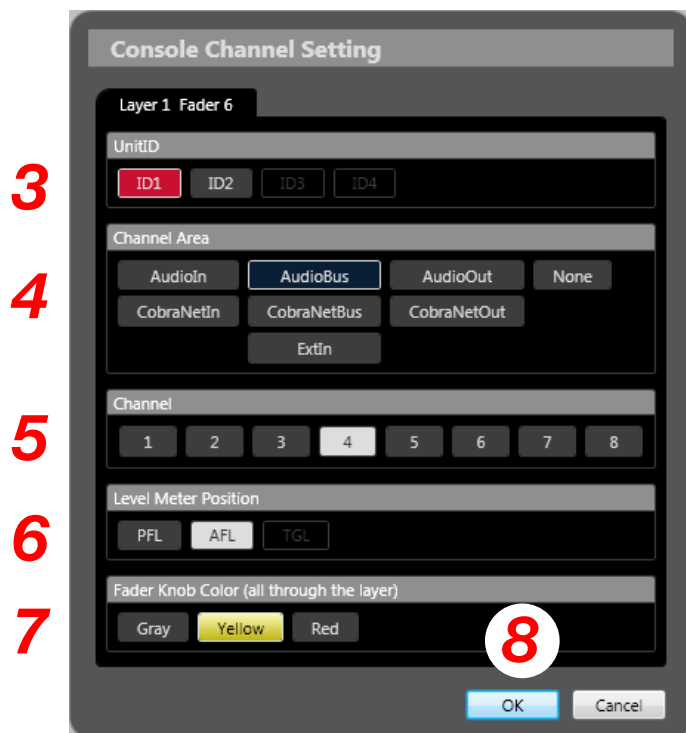 Console Channel Setting
Layer 1 Fader 6
UnitID
3 ID1 ID2 ID3 ID4
Channel Area
AudioIn AudioBus AudioOut None
4
CobraNetIn CobraNetBus CobraNetOut
ExtIn
Channel
5 1 2 3 4 5 6 7 8
Level Meter Position
6 PFL AFL TGL
Fader Knob Color (all through the layer)
7 Gray Yellow Red
8
OK Cancel